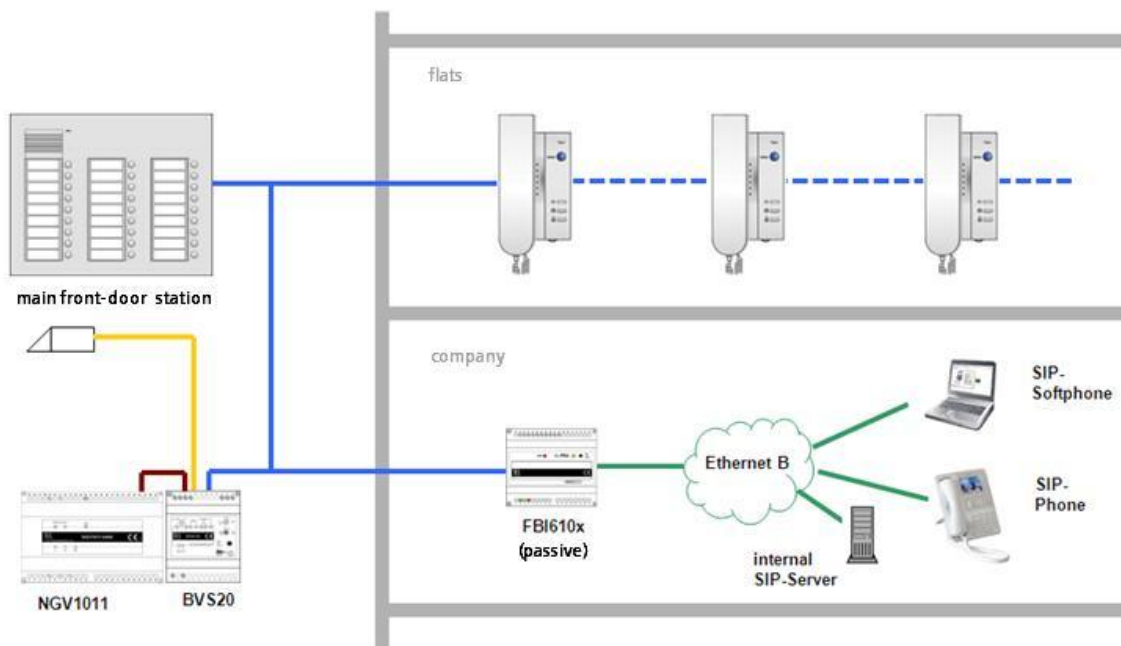 flats
main front-door station
company
SIP-
Softphone
Ethernet B
SIP-
Phone
FBI610x
(passive)
internal
SIP-Server
NGV1011
BVS20